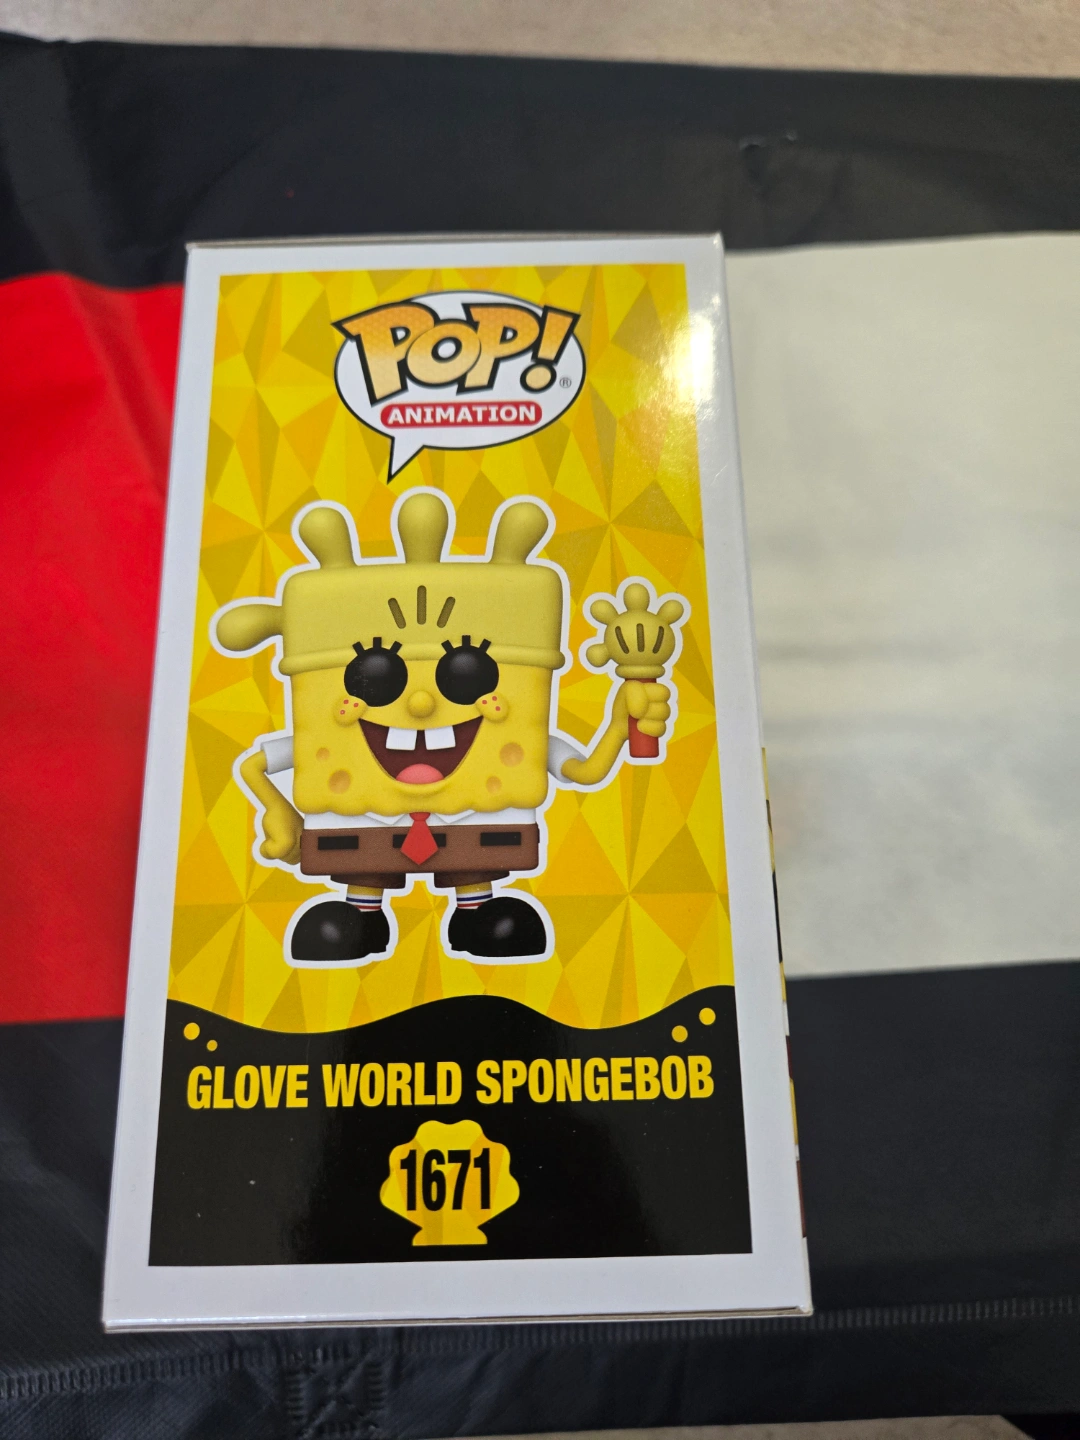 POP!®
ANIMATION
GLOVE WORLD SPONGEBOB
1671